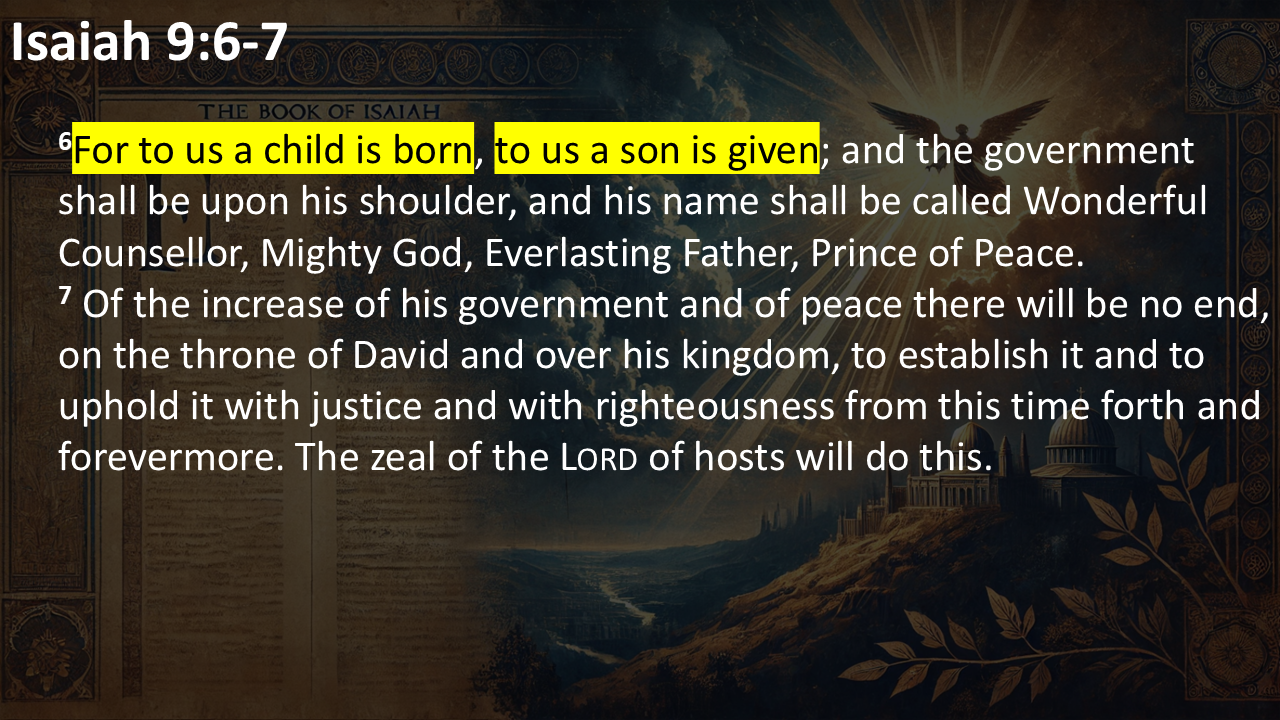 Isaiah 9:6-7
THE BOOK OF ISAIAH
⁶For to us a child is born, to us a son is given; and the government
shall be upon his shoulder, and his name shall be called Wonderful
Counsellor, Mighty God, Everlasting Father, Prince of Peace.
⁷ Of the increase of his government and of peace there will be no end,
on the throne of David and over his kingdom, to establish it and to
uphold it with justice and with righteousness from this time forth and
forevermore. The zeal of the LORD of hosts will do this.